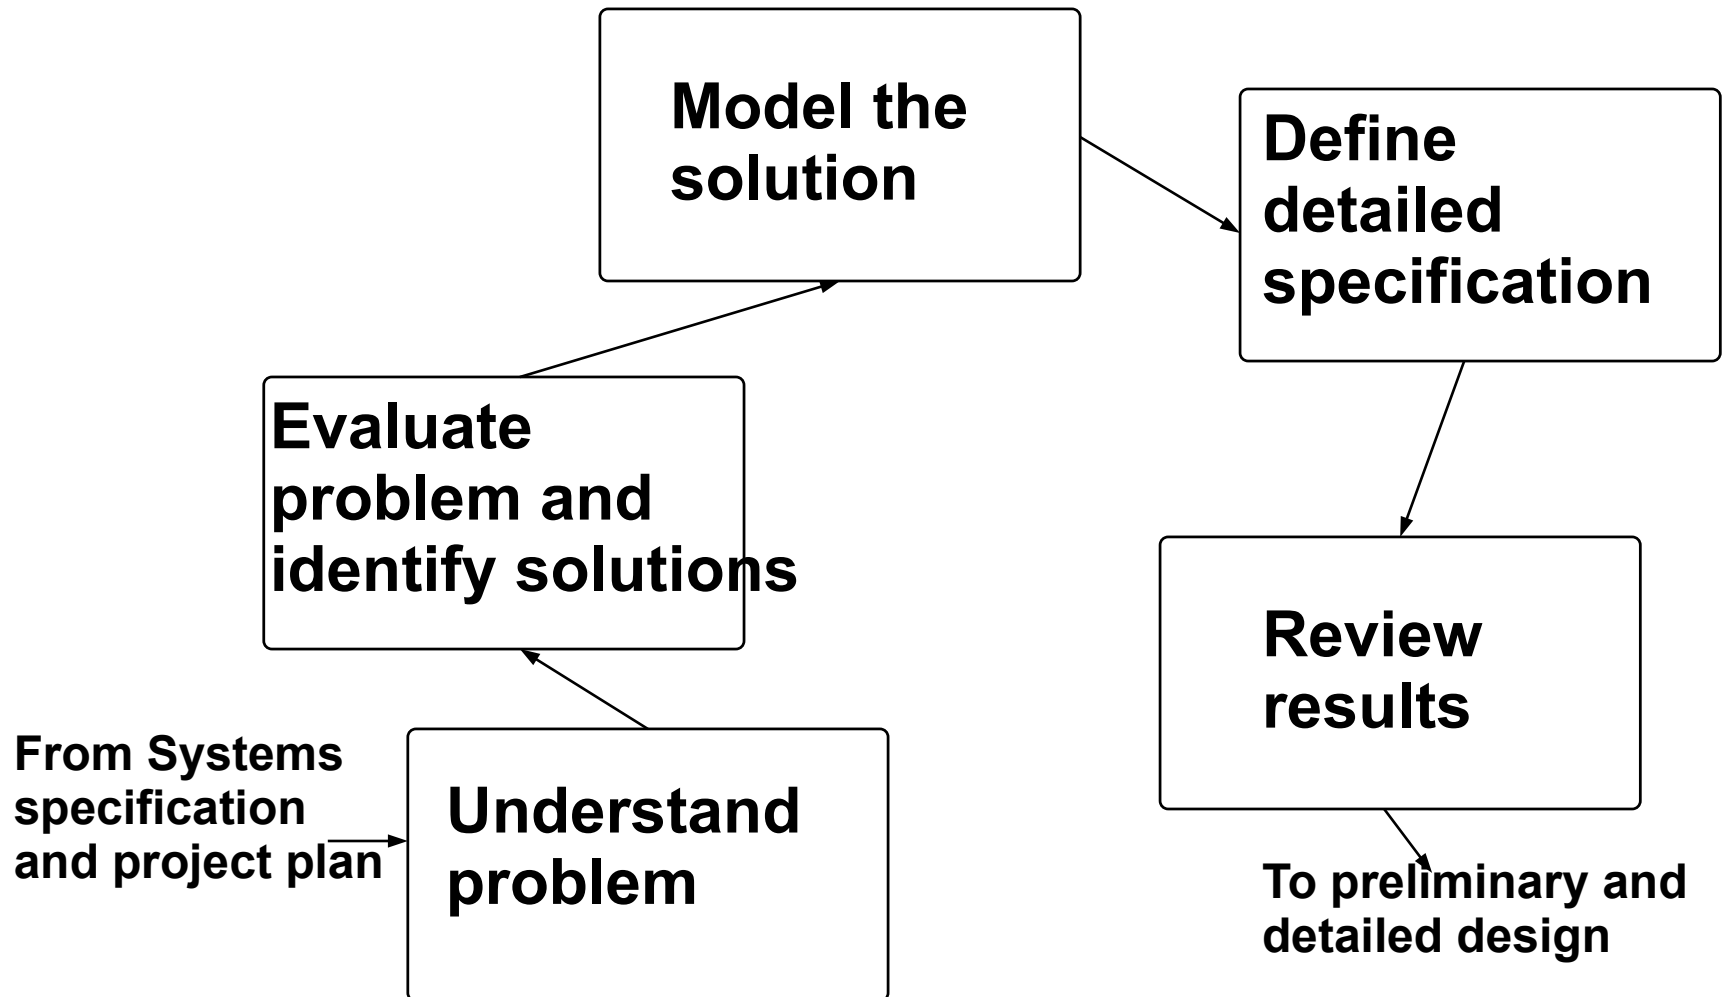 Model the
solution
Define
detailed
specification
Evaluate
problem and
identify solutions
Review
results
From Systems
specification
and project plan
Understand
problem
To preliminary and
detailed design